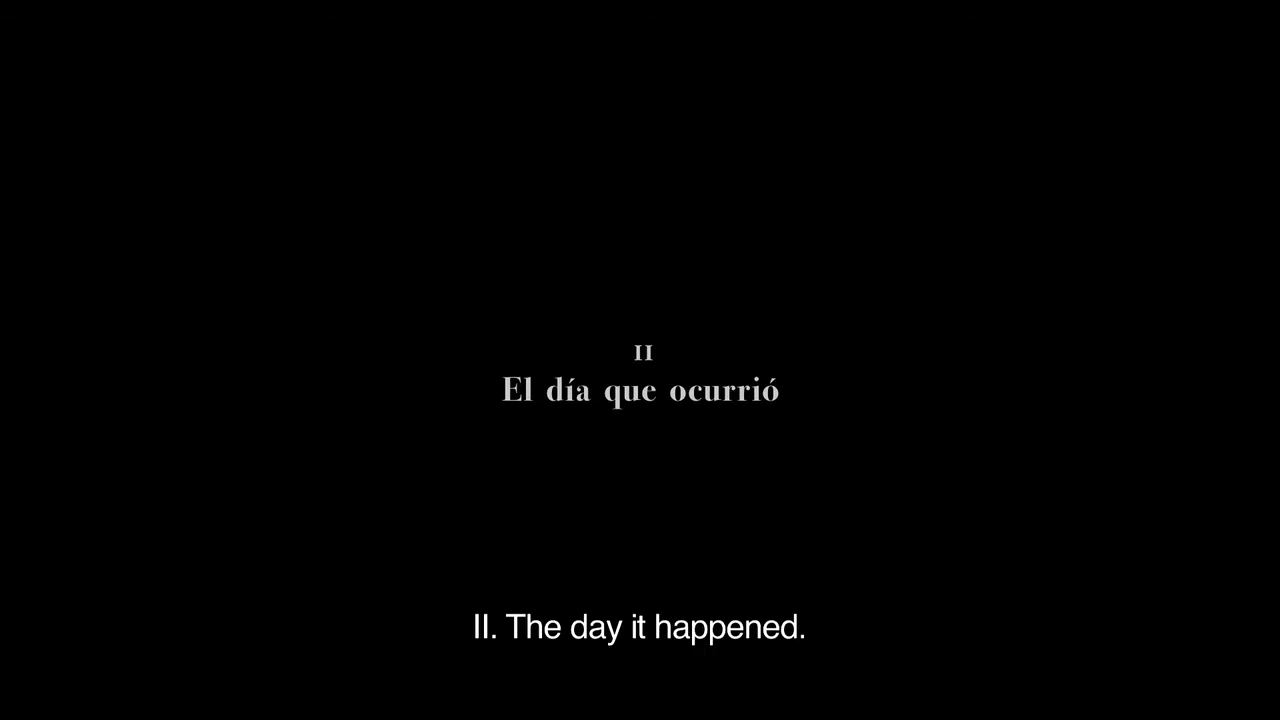 II
El día que ocurrió
II. The day it happened.